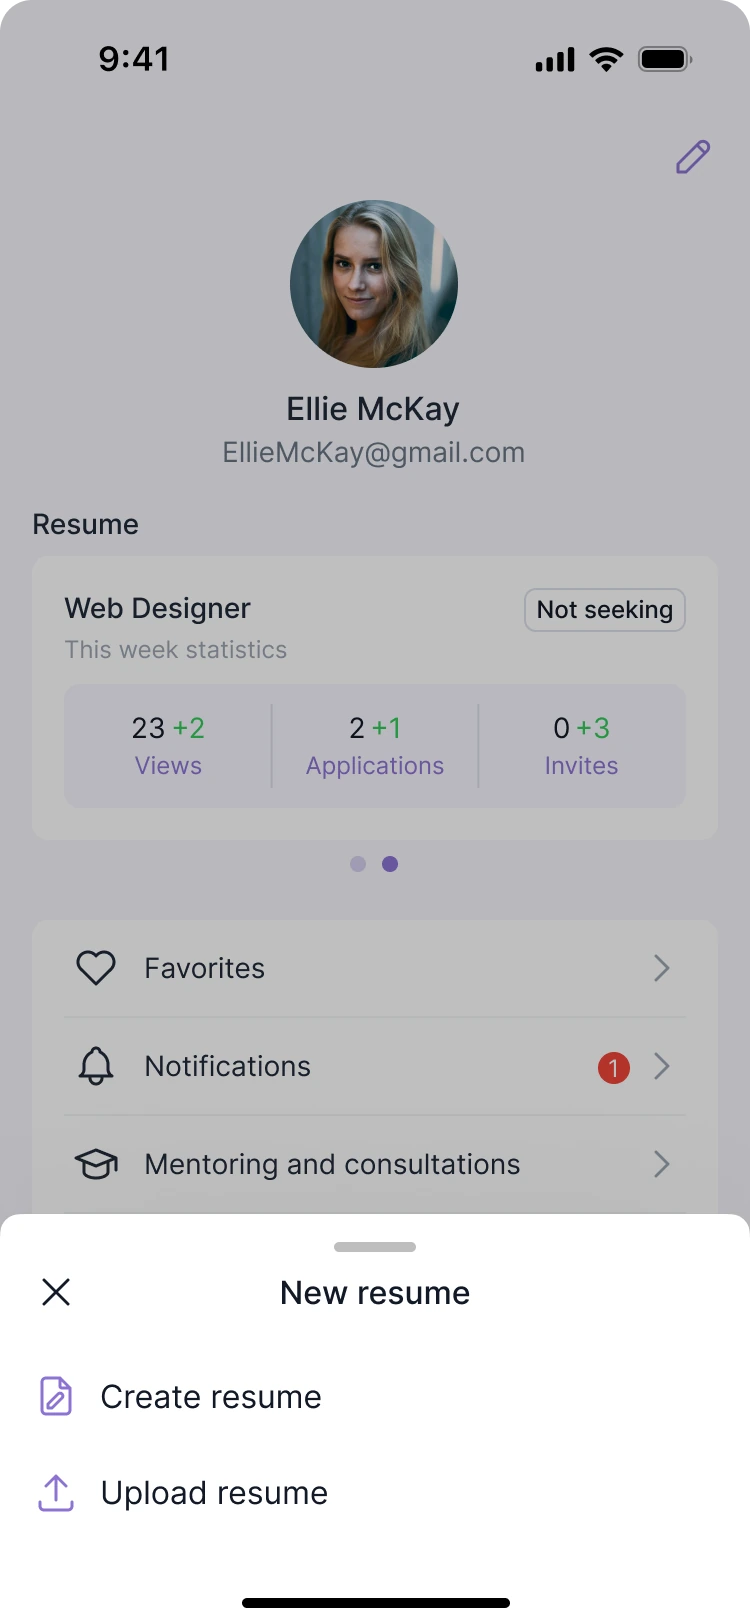 9:41
Ellie McKay
EllieMcKay@gmail.com
Resume
Web Designer
Not seeking
This week statistics
23 +2
2 +1
0 +3
Views
Applications
Invites
Favorites
Notifications
1
Mentoring and consultations
New resume
Create resume
Upload resume